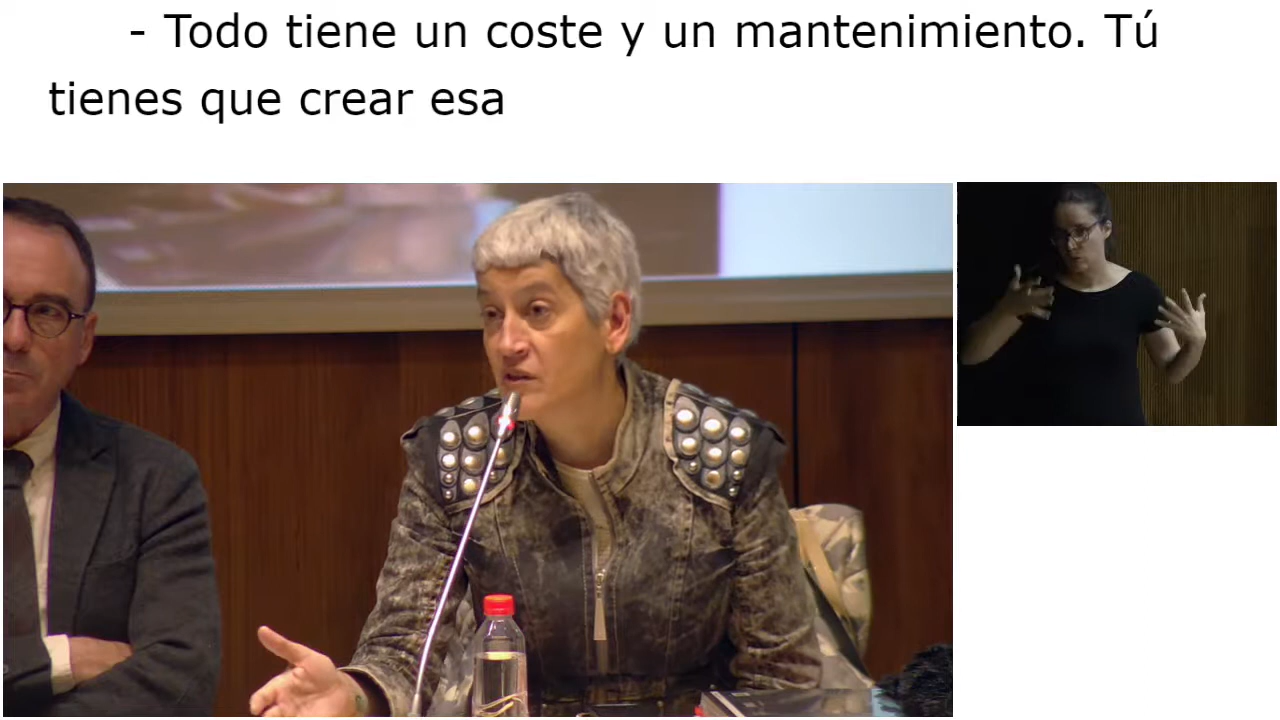 - Todo tiene un coste y un mantenimiento. Tú
tienes que crear esa